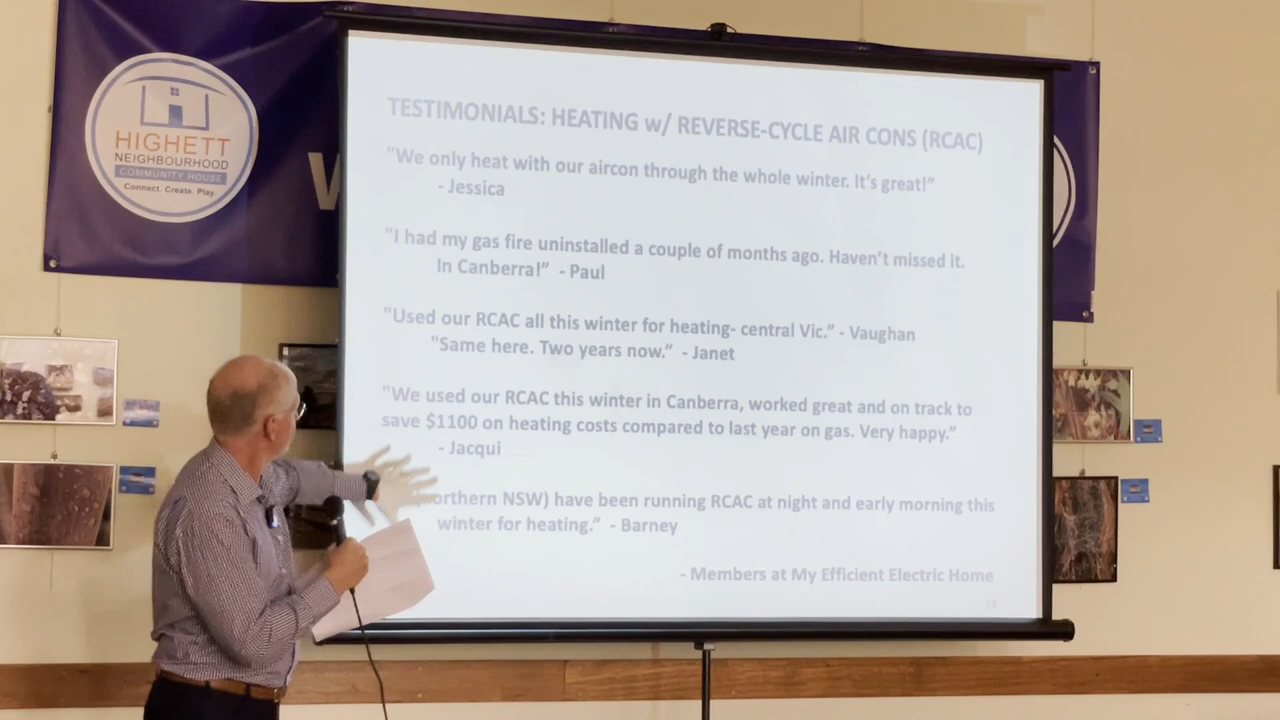 HIGHETT
NEIGHBOURHOOD
COMMUNITY HOUSE
Connect. Create. Play
W
TESTIMONIALS: HEATING w/ REVERSE-CYCLE AIR CONS (RCAC)
"We only heat with our aircon through the whole winter. It's great!"
- Jessica
"I had my gas fire uninstalled a couple of months ago. Haven't missed it.
In Canberra!" - Paul
"Used our RCAC all this winter for heating- central Vic." - Vaughan
"Same here. Two years now." - Janet
"We used our RCAC this winter in Canberra, worked great and on track to
save $1100 on heating costs compared to last year on gas. Very happy."
- Jacqui
orthern NSW) have been running RCAC at night and early morning this
winter for heating." - Barney
- Members at My Efficient Electric Home